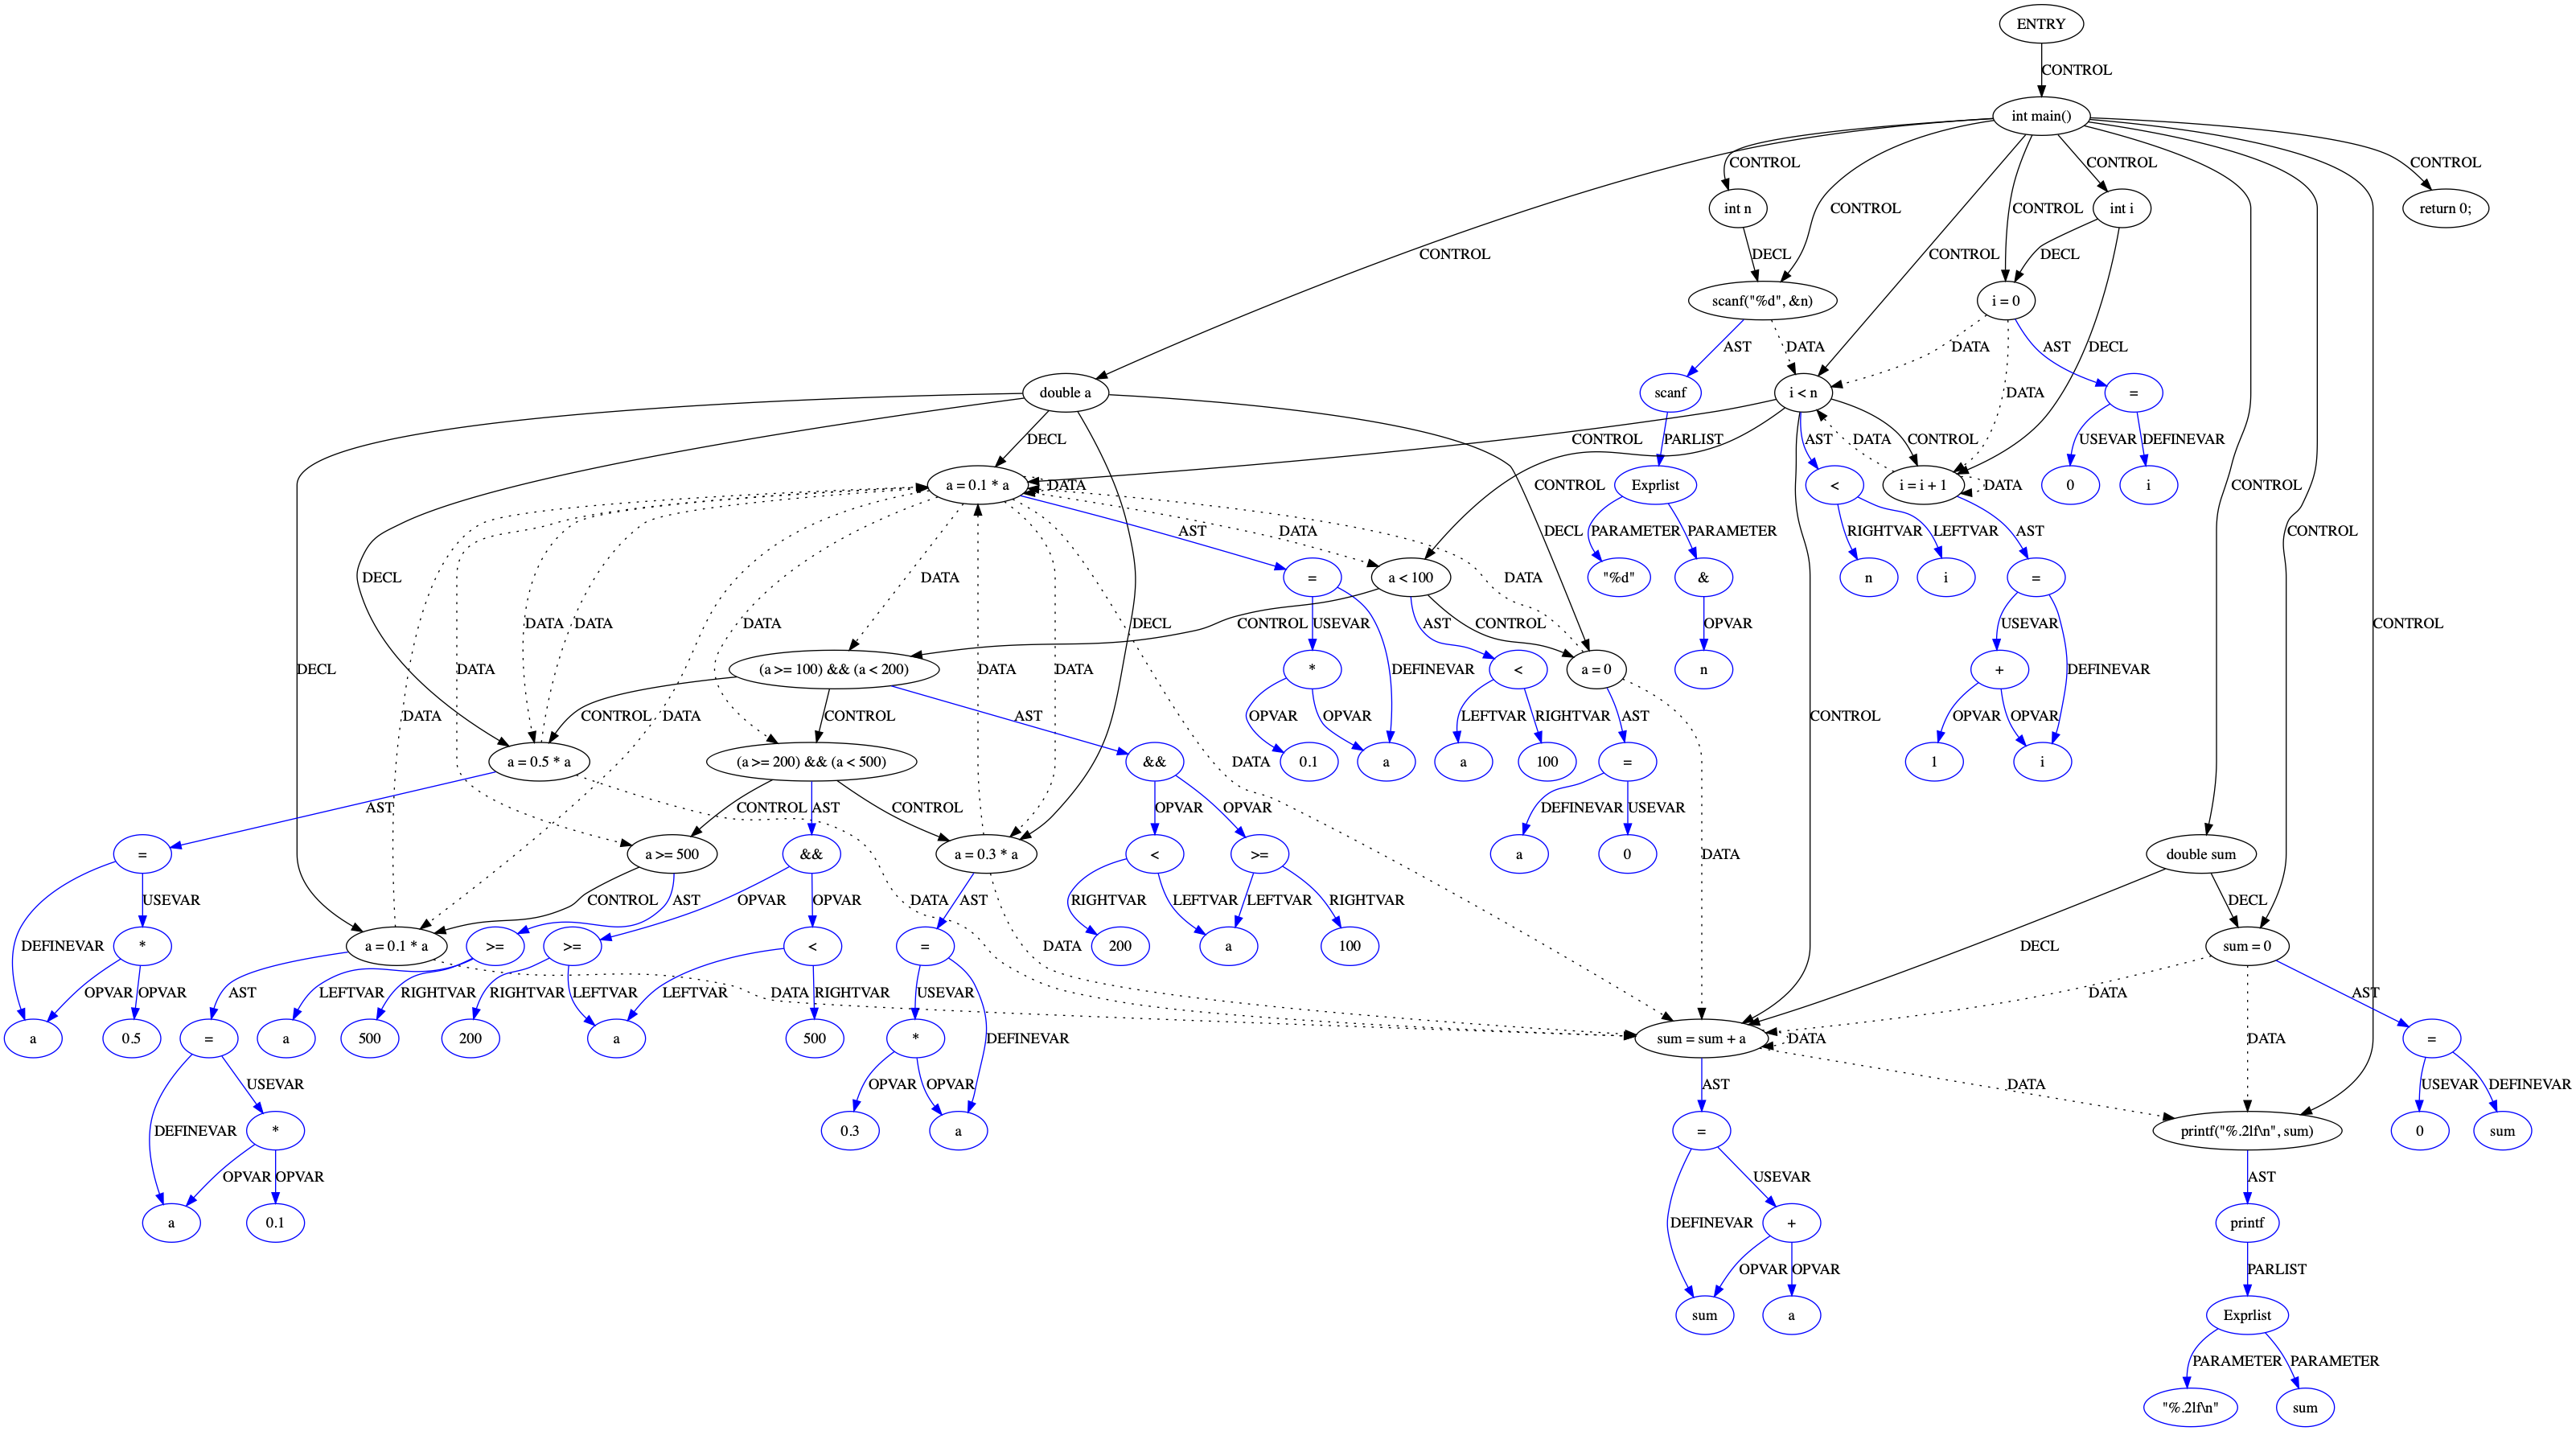 ENTRY
CONTROL
int main()
CONTROL
CONTROL
CONTROL
int n
CONTROL
CONTROL
int i
return 0;
CONTROL
DECL
CONTROL
DECL
scanf("%d", &n)
i = 0
AST
DATA
DATA
AST
DECL
double a
scanf
i < n
=
DATA
DECL
CONTROL
PARLIST
AST
DATA
CONTROL
USEVAR
DEFINEVAR
a = 0.1 * a
DATA
CONTROL
Exprlist
<
i = i + 1
DATA
0
i
CONTROL
AST
DATA
DECL
PARAMETER
PARAMETER
RIGHTVAR
LEFTVAR
AST
CONTROL
DECL
DATA
=
a < 100
DATA
"%d"
&
n
i
=
DATA
DATA
DATA
DECL
CONTROL
USEVAR
AST
CONTROL
OPVAR
USEVAR
CONTROL
DECL
DATA
DATA
DATA
(a >= 100) && (a < 200)
*
DEFINEVAR
<
a = 0
n
+
DEFINEVAR
DATA
CONTROL
DATA
CONTROL
AST
OPVAR
OPVAR
LEFTVAR
RIGHTVAR
AST
CONTROL
OPVAR
OPVAR
a = 0.5 * a
(a >= 200) && (a < 500)
DATA
&&
0.1
a
a
100
=
1
i
AST
CONTROL
AST
CONTROL
OPVAR
OPVAR
DEFINEVAR
USEVAR
=
a >= 500
&&
a = 0.3 * a
<
>=
a
0
DATA
double sum
USEVAR
CONTROL
AST
OPVAR
OPVAR
DATA
AST
RIGHTVAR
LEFTVAR
LEFTVAR
RIGHTVAR
DECL
DEFINEVAR
*
a = 0.1 * a
>=
>=
<
=
DATA
200
a
100
DECL
sum = 0
OPVAR
OPVAR
AST
LEFTVAR
RIGHTVAR
RIGHTVAR
LEFTVAR
LEFTVAR
RIGHTVAR
USEVAR
DATA
DATA
AST
a
0.5
=
a
500
200
a
500
*
DEFINEVAR
sum = sum + a
DATA
DATA
=
USEVAR
OPVAR
OPVAR
AST
DATA
USEVAR
DEFINEVAR
DEFINEVAR
*
0.3
a
=
printf("%.2lf\n", sum)
0
sum
OPVAR
OPVAR
USEVAR
AST
a
0.1
DEFINEVAR
+
printf
OPVAR
OPVAR
PARLIST
sum
a
Exprlist
PARAMETER
PARAMETER
"%.2lf\n"
sum